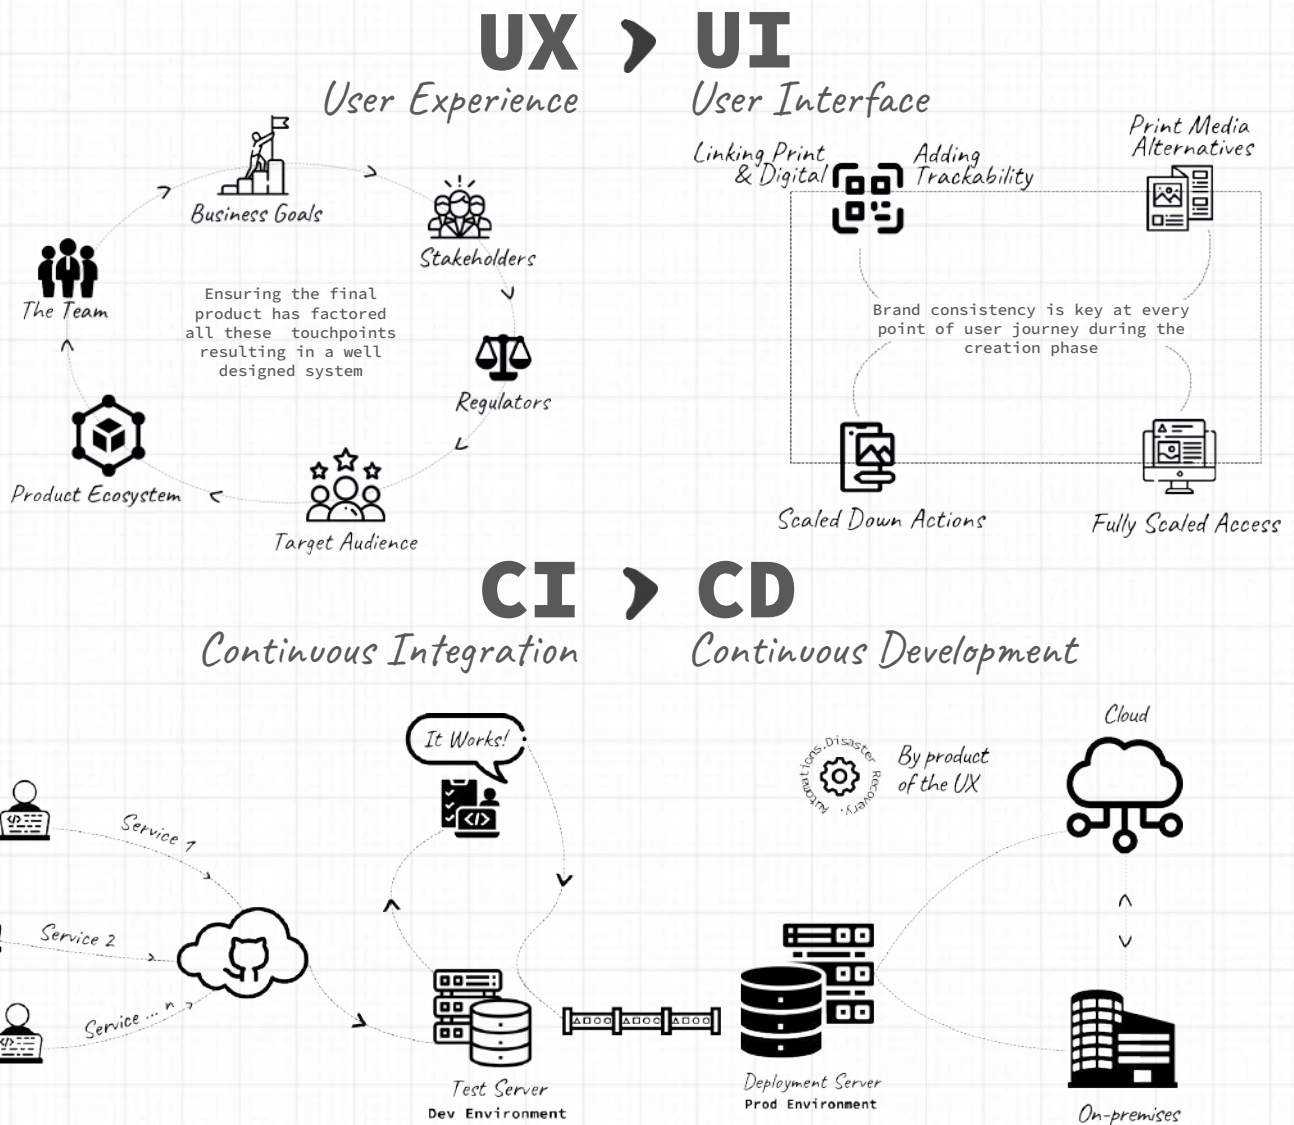 UX > UI
User Experience
User Interface
Business Goals
Stakeholders
The Team
Ensuring the final
product has factored
all these touchpoints
resulting in a well
designed system
Regulators
Product Ecosystem
Target Audience
Linking Print
& Digital
Adding
Trackability
Print Media
Alternatives
Brand consistency is key at every
point of user journey during the
creation phase
Scaled Down Actions
Fully Scaled Access
CI > CD
Continuous Integration
Continuous Development
It Works!
Service 1
Service 2
Service ... n
Test Server
Dev Environment
Automations. Disaster Recovery.
By product
of the UX
Cloud
Deployment Server
Prod Environment
On-premises